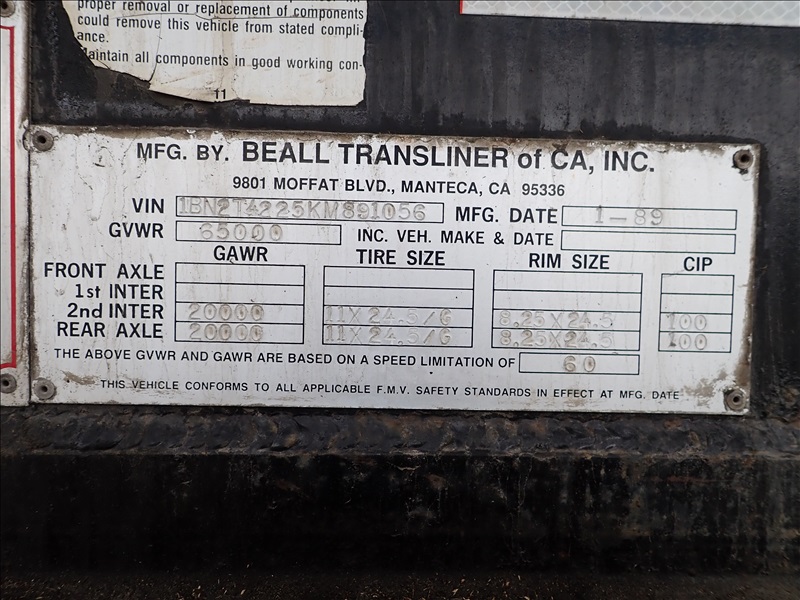 proper removal or replacement of components
could remove this vehicle from stated compli-
ance.
Maintain all components in good working con-
11
MFG. BY. BEALL TRANSLINER of CA, INC.
9801 MOFFAT BLVD., MANTECA, CA 95336
VIN 1BN2T4225KM891056 MFG. DATE 1-89
GVWR 65000 INC. VEH. MAKE & DATE
GAWR TIRE SIZE RIM SIZE CIP
FRONT AXLE
1st INTER
2nd INTER 20000 11X24.5/G 8.25X24.5 100
REAR AXLE 20000 11X24.5/G 8.25X24.5 100
THE ABOVE GVWR AND GAWR ARE BASED ON A SPEED LIMITATION OF 60
THIS VEHICLE CONFORMS TO ALL APPLICABLE F.M.V. SAFETY STANDARDS IN EFFECT AT MFG. DATE